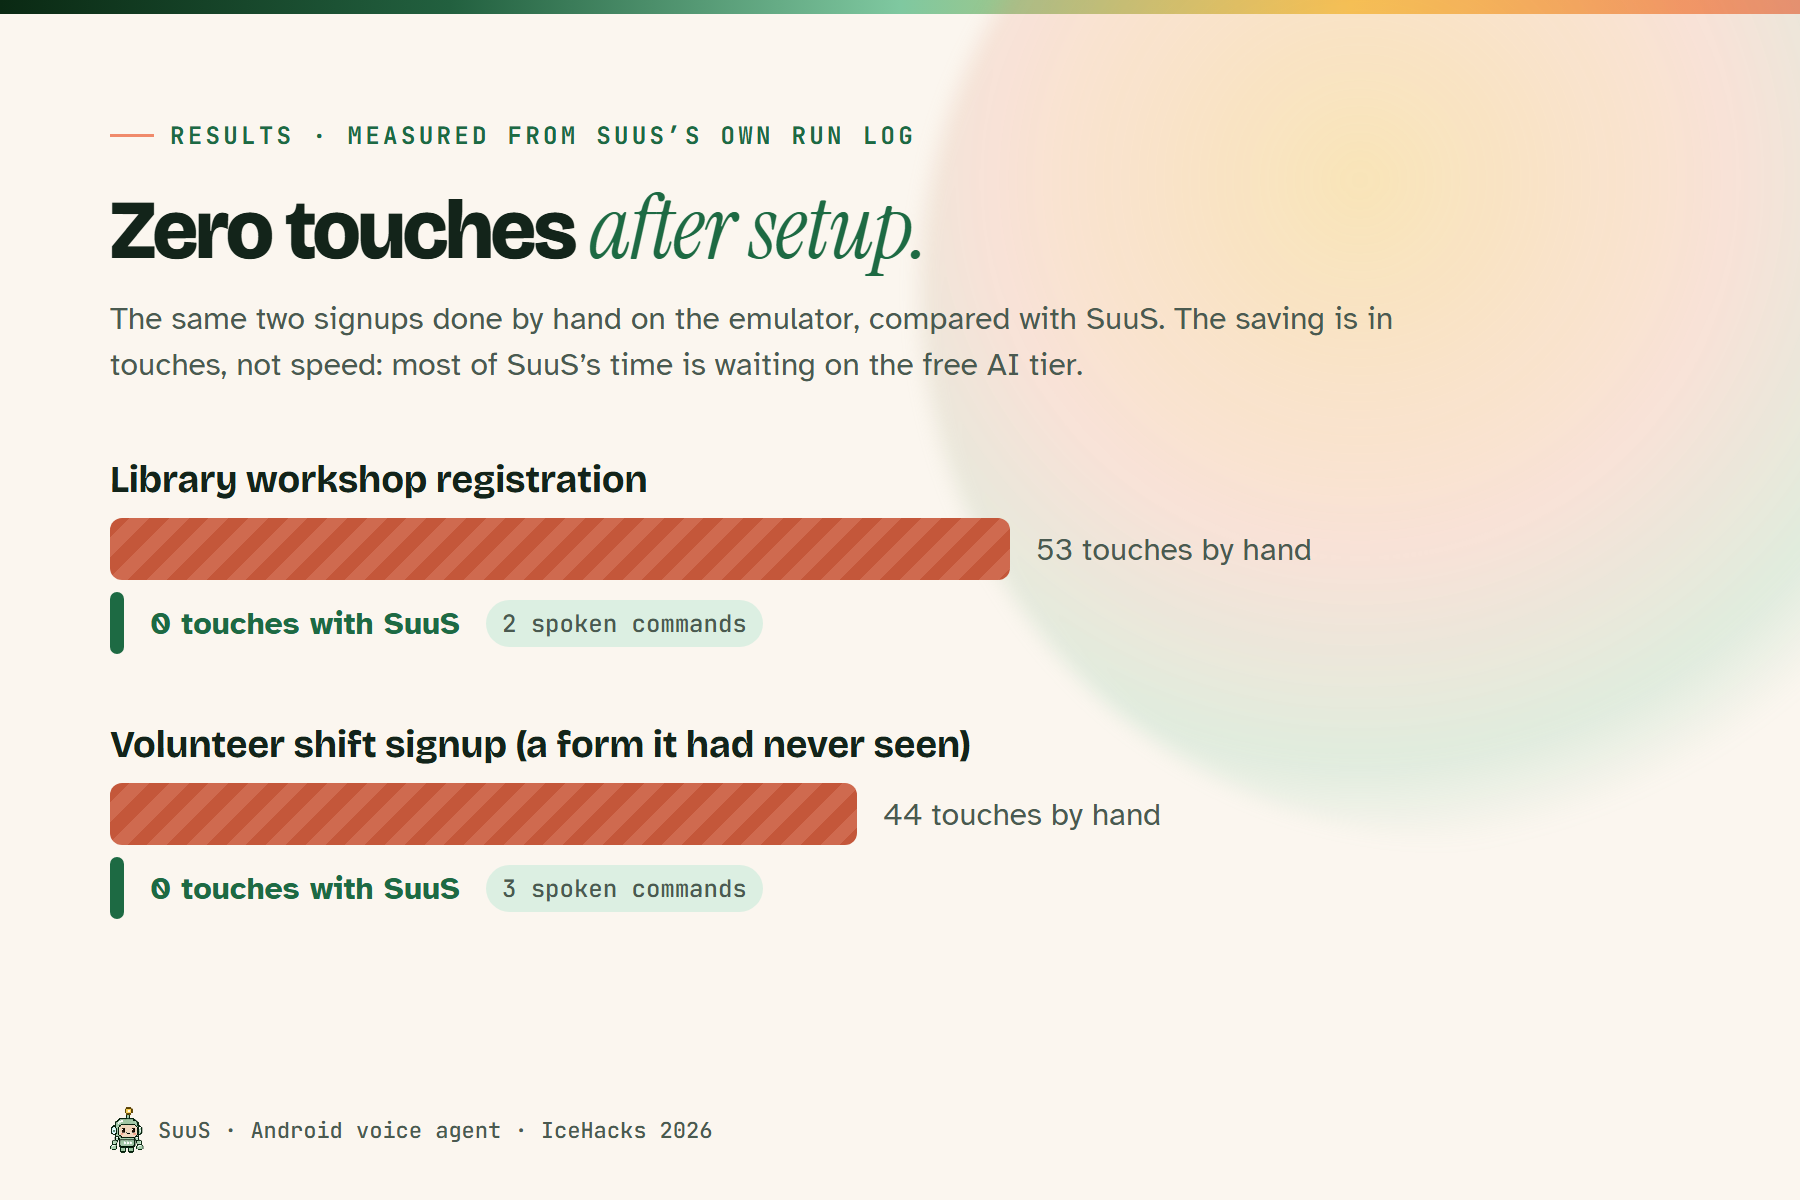 RESULTS · MEASURED FROM SUUS’S OWN RUN LOG
Zero touches after setup.
The same two signups done by hand on the emulator, compared with SuuS. The saving is in
touches, not speed: most of SuuS’s time is waiting on the free AI tier.
Library workshop registration
53 touches by hand
0 touches with SuuS 2 spoken commands
Volunteer shift signup (a form it had never seen)
44 touches by hand
0 touches with SuuS 3 spoken commands
SuuS · Android voice agent · IceHacks 2026